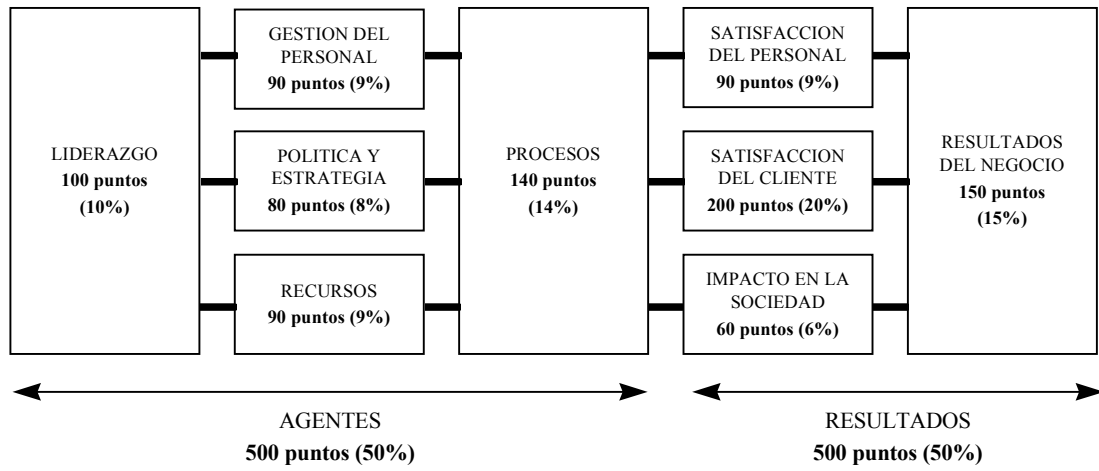 LIDERAZGO
100 puntos
(10%)
GESTION DEL
PERSONAL
90 puntos (9%)
POLITICA Y
ESTRATEGIA
80 puntos (8%)
RECURSOS
90 puntos (9%)
PROCESOS
140 puntos
(14%)
SATISFACCION
DEL PERSONAL
90 puntos (9%)
SATISFACCION
DEL CLIENTE
200 puntos (20%)
IMPACTO EN LA
SOCIEDAD
60 puntos (6%)
RESULTADOS
DEL NEGOCIO
150 puntos
(15%)
AGENTES
500 puntos (50%)
RESULTADOS
500 puntos (50%)